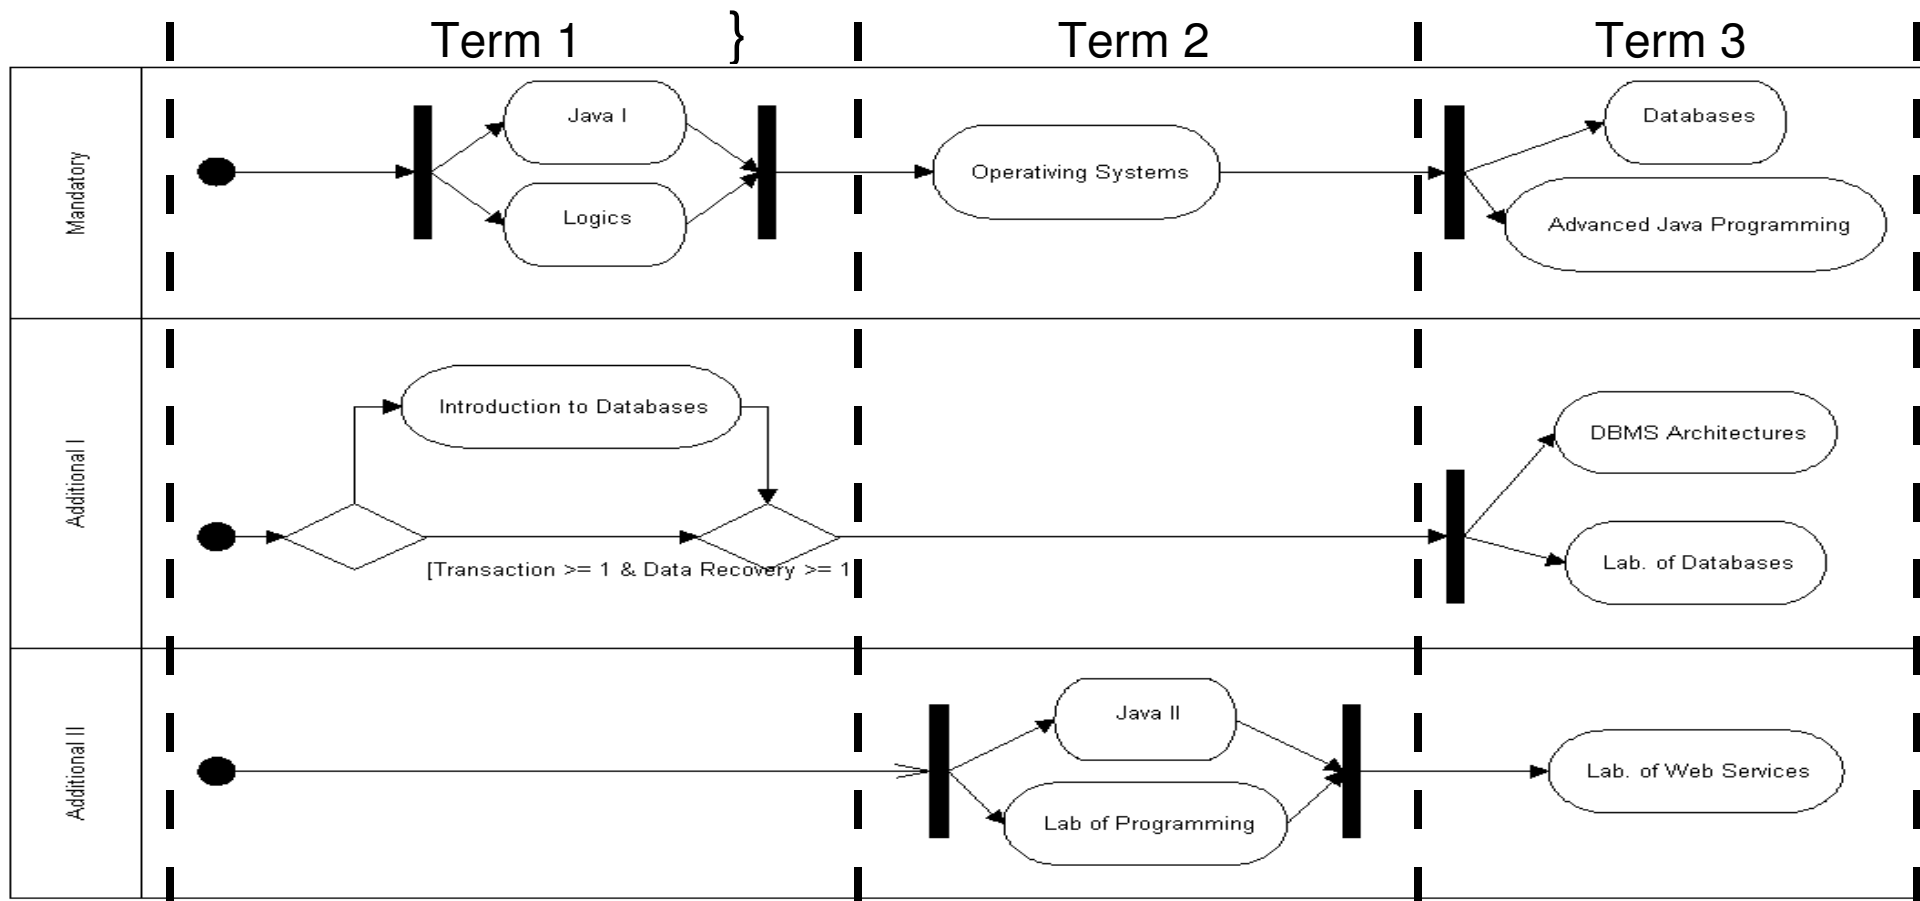 Term 1 } Term 2 Term 3
Mandatory
Java I
Logics
Operativing Systems
Databases
Advanced Java Programming
Additional I
Introduction to Databases
[Transaction >= 1 & Data Recovery >= 1
DBMS Architectures
Lab. of Databases
Additional II
Java II
Lab of Programming
Lab. of Web Services